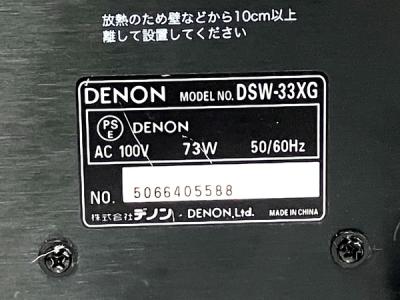 放熱のため壁などから10cm以上
離して設置してください
DENON MODEL NO. DSW-33XG
PS
E DENON
AC 100V 73W 50/60Hz
NO. 5066405588
株式会社デノン DENON, Ltd. MADE IN CHINA